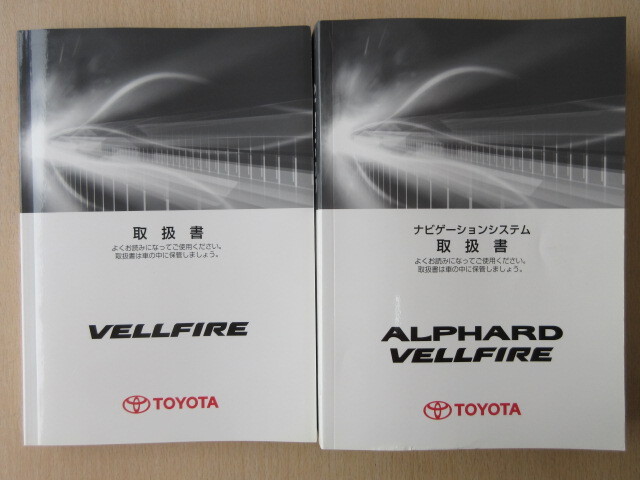 取扱書
よくお読みになってご使用ください。
取扱書は車の中に保管しましょう。
VELLFIRE
TOYOTA
ナビゲーションシステム
取扱書
よくお読みになってご使用ください。
取扱書は車の中に保管しましょう。
ALPHARD
VELLFIRE
TOYOTA